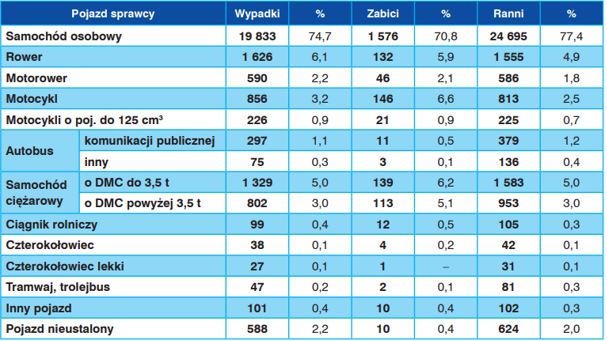 Pojazd sprawcy Wypadki % Zabici % Ranni %
Samochód osobowy 19 833 74,7 1 576 70,8 24 695 77,4
Rower 1 626 6,1 132 5,9 1 555 4,9
Motorower 590 2,2 46 2,1 586 1,8
Motocykl 856 3,2 146 6,6 813 2,5
Motocykli o poj. do 125 cm³ 226 0,9 21 0,9 225 0,7
Autobus komunikacji publicznej 297 1,1 11 0,5 379 1,2
inny 75 0,3 3 0,1 136 0,4
Samochód ciężarowy o DMC do 3,5 t 1 329 5,0 139 6,2 1 583 5,0
o DMC powyżej 3,5 t 802 3,0 113 5,1 953 3,0
Ciągnik rolniczy 99 0,4 12 0,5 105 0,3
Czterokołowiec 38 0,1 4 0,2 42 0,1
Czterokołowiec lekki 27 0,1 1 – 31 0,1
Tramwaj, trolejbus 47 0,2 2 0,1 81 0,3
Inny pojazd 101 0,4 10 0,4 102 0,3
Pojazd nieustalony 588 2,2 10 0,4 624 2,0